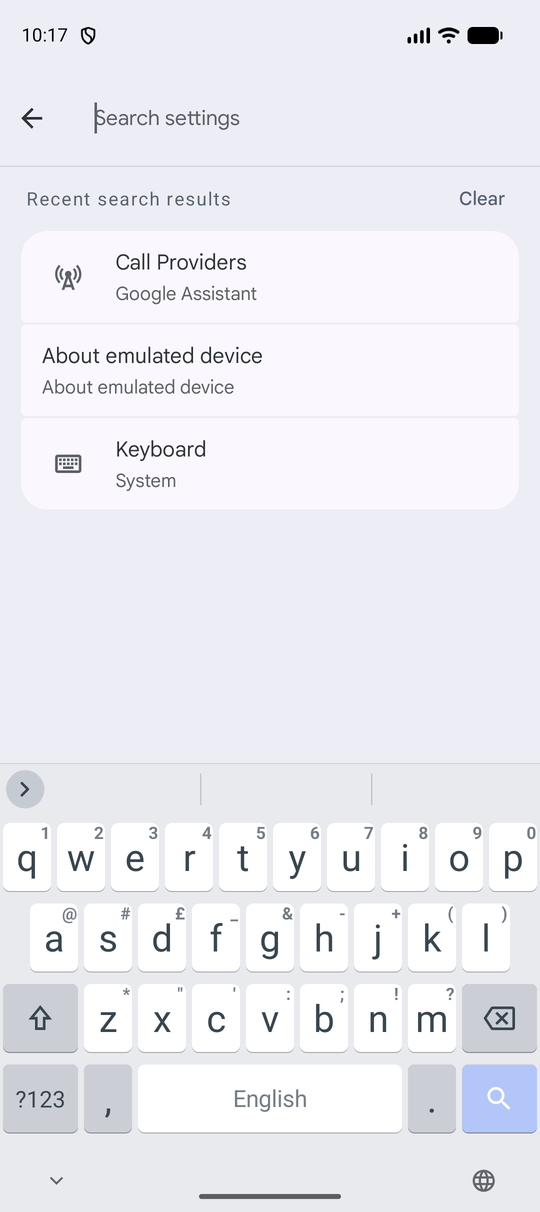 10:17
Search settings
Recent search results Clear
Call Providers
Google Assistant
About emulated device
About emulated device
Keyboard
System
1 2 3 4 5 6 7 8 9 0
q w e r t y u i o p
@ # £ _ & - + ( )
a s d f g h j k l
* " ' : ; ! ?
z x c v b n m
?123 , English .